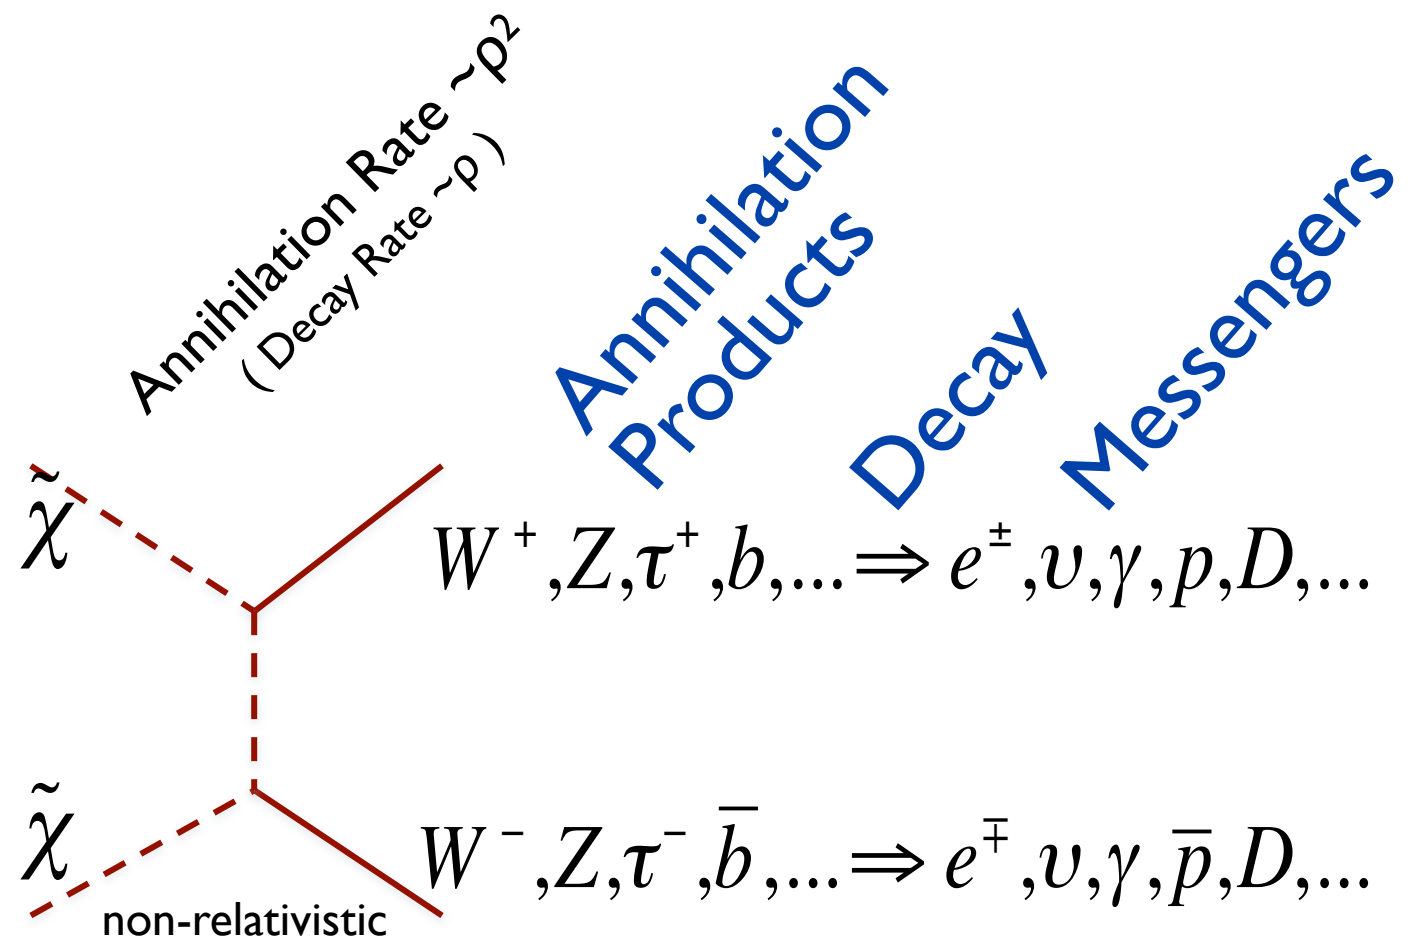 Annihilation Rate ~ρ²
( Decay Rate ~ρ )
Annihilation
Products
Decay
Messengers
χ̃
W⁺,Z,τ⁺,b,...⇒e±,υ,γ,p,D,...
χ̃
W⁻,Z,τ⁻,b̅,...⇒e∓,υ,γ,p̅,D,...
non-relativistic